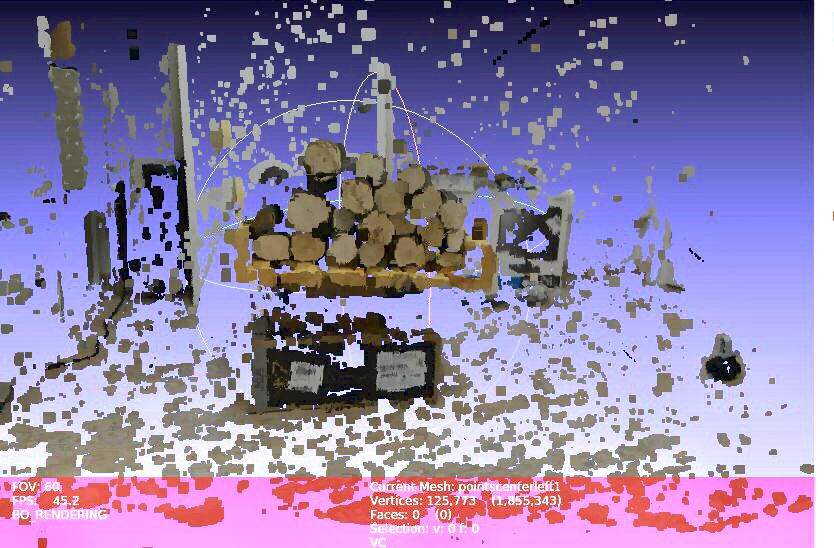 FOV: 60
FPS: 45.2
BO_RENDERING
Current Mesh: pointscenterleft1
Vertices: 125,773 (1,855,343)
Faces: 0 (0)
Selection: v: 0 f: 0
VC